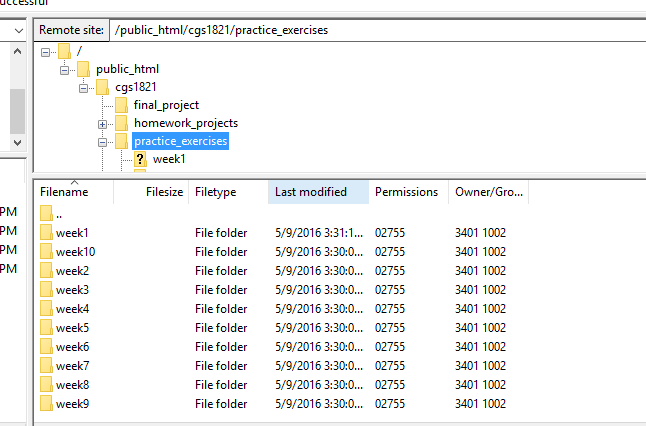 uccessful
Remote site: /public_html/cgs1821/practice_exercises
/
public_html
cgs1821
final_project
homework_projects
practice_exercises
? week1
Filename Filesize Filetype Last modified Permissions Owner/Gro...
..
PM week1 File folder 5/9/2016 3:31:1... 02755 3401 1002
PM week10 File folder 5/9/2016 3:30:0... 02755 3401 1002
PM week2 File folder 5/9/2016 3:30:0... 02755 3401 1002
PM week3 File folder 5/9/2016 3:30:0... 02755 3401 1002
week4 File folder 5/9/2016 3:30:0... 02755 3401 1002
week5 File folder 5/9/2016 3:30:0... 02755 3401 1002
week6 File folder 5/9/2016 3:30:0... 02755 3401 1002
week7 File folder 5/9/2016 3:30:0... 02755 3401 1002
week8 File folder 5/9/2016 3:30:0... 02755 3401 1002
week9 File folder 5/9/2016 3:30:0... 02755 3401 1002